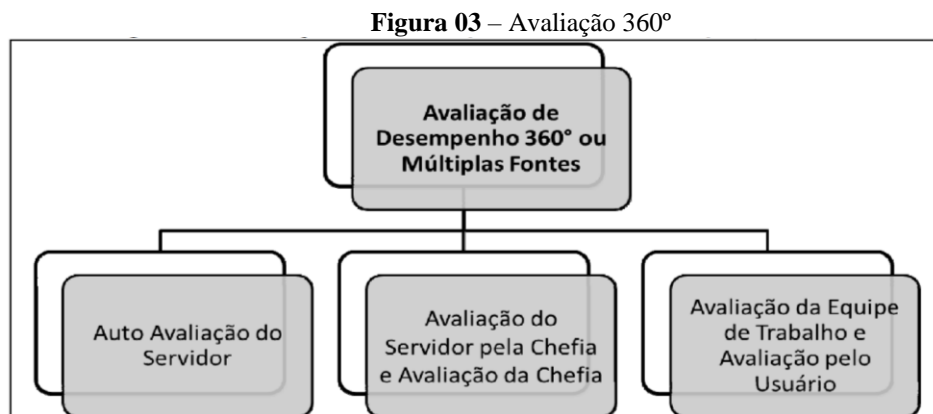 Figura 03 – Avaliação 360º
Avaliação de
Desempenho 360° ou
Múltiplas Fontes
Auto Avaliação do
Servidor
Avaliação do
Servidor pela Chefia
e Avaliação da Chefia
Avaliação da Equipe
de Trabalho e
Avaliação pelo
Usuário